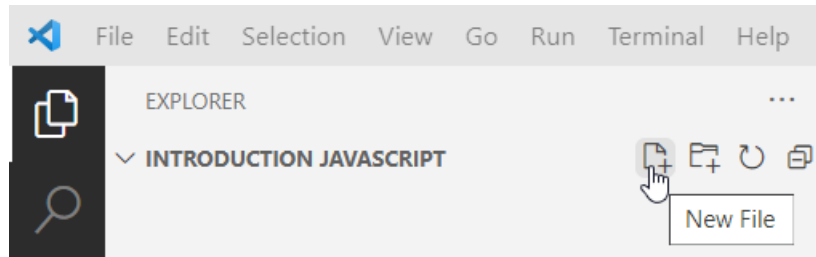 File Edit Selection View Go Run Terminal Help
EXPLORER
INTRODUCTION JAVASCRIPT
New File